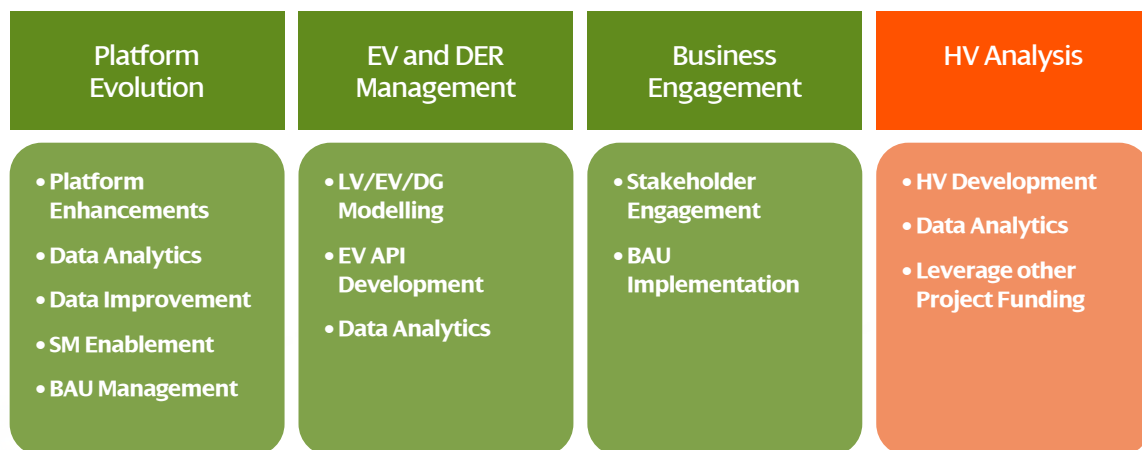 Platform
Evolution
• Platform
Enhancements
• Data Analytics
• Data Improvement
• SM Enablement
• BAU Management
EV and DER
Management
• LV/EV/DG
Modelling
• EV API
Development
• Data Analytics
Business
Engagement
• Stakeholder
Engagement
• BAU
Implementation
HV Analysis
• HV Development
• Data Analytics
• Leverage other
Project Funding